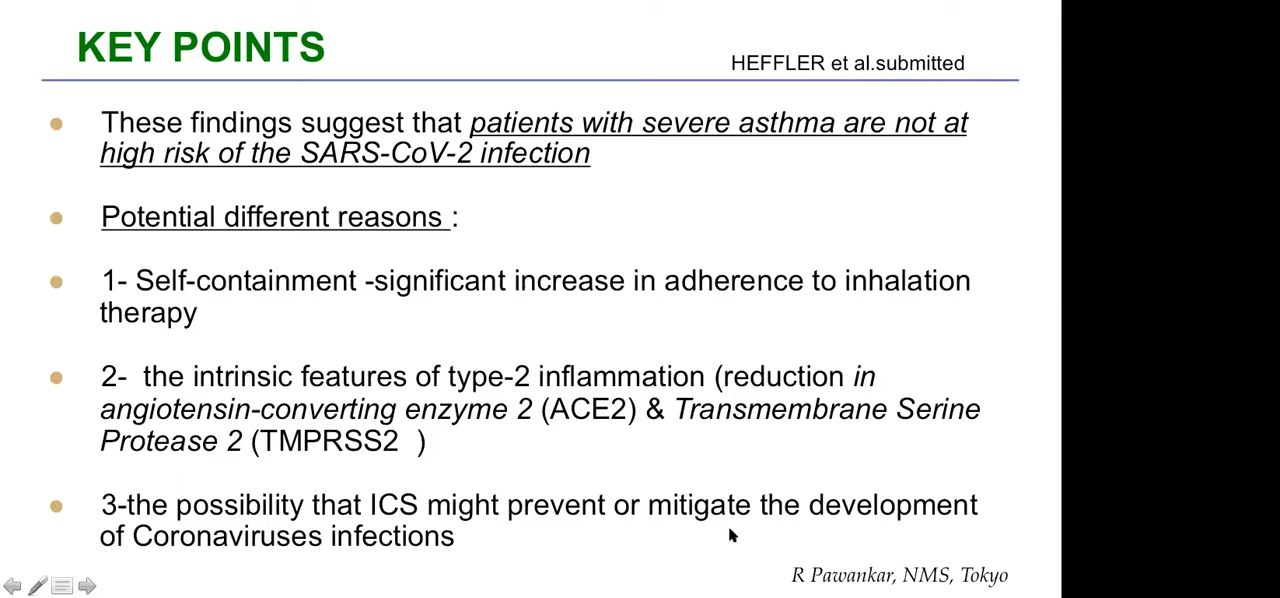 KEY POINTS
HEFFLER et al.submitted
These findings suggest that patients with severe asthma are not at
high risk of the SARS-CoV-2 infection
Potential different reasons :
1- Self-containment -significant increase in adherence to inhalation
therapy
2- the intrinsic features of type-2 inflammation (reduction in
angiotensin-converting enzyme 2 (ACE2) & Transmembrane Serine
Protease 2 (TMPRSS2 )
3-the possibility that ICS might prevent or mitigate the development
of Coronaviruses infections
R Pawankar, NMS, Tokyo